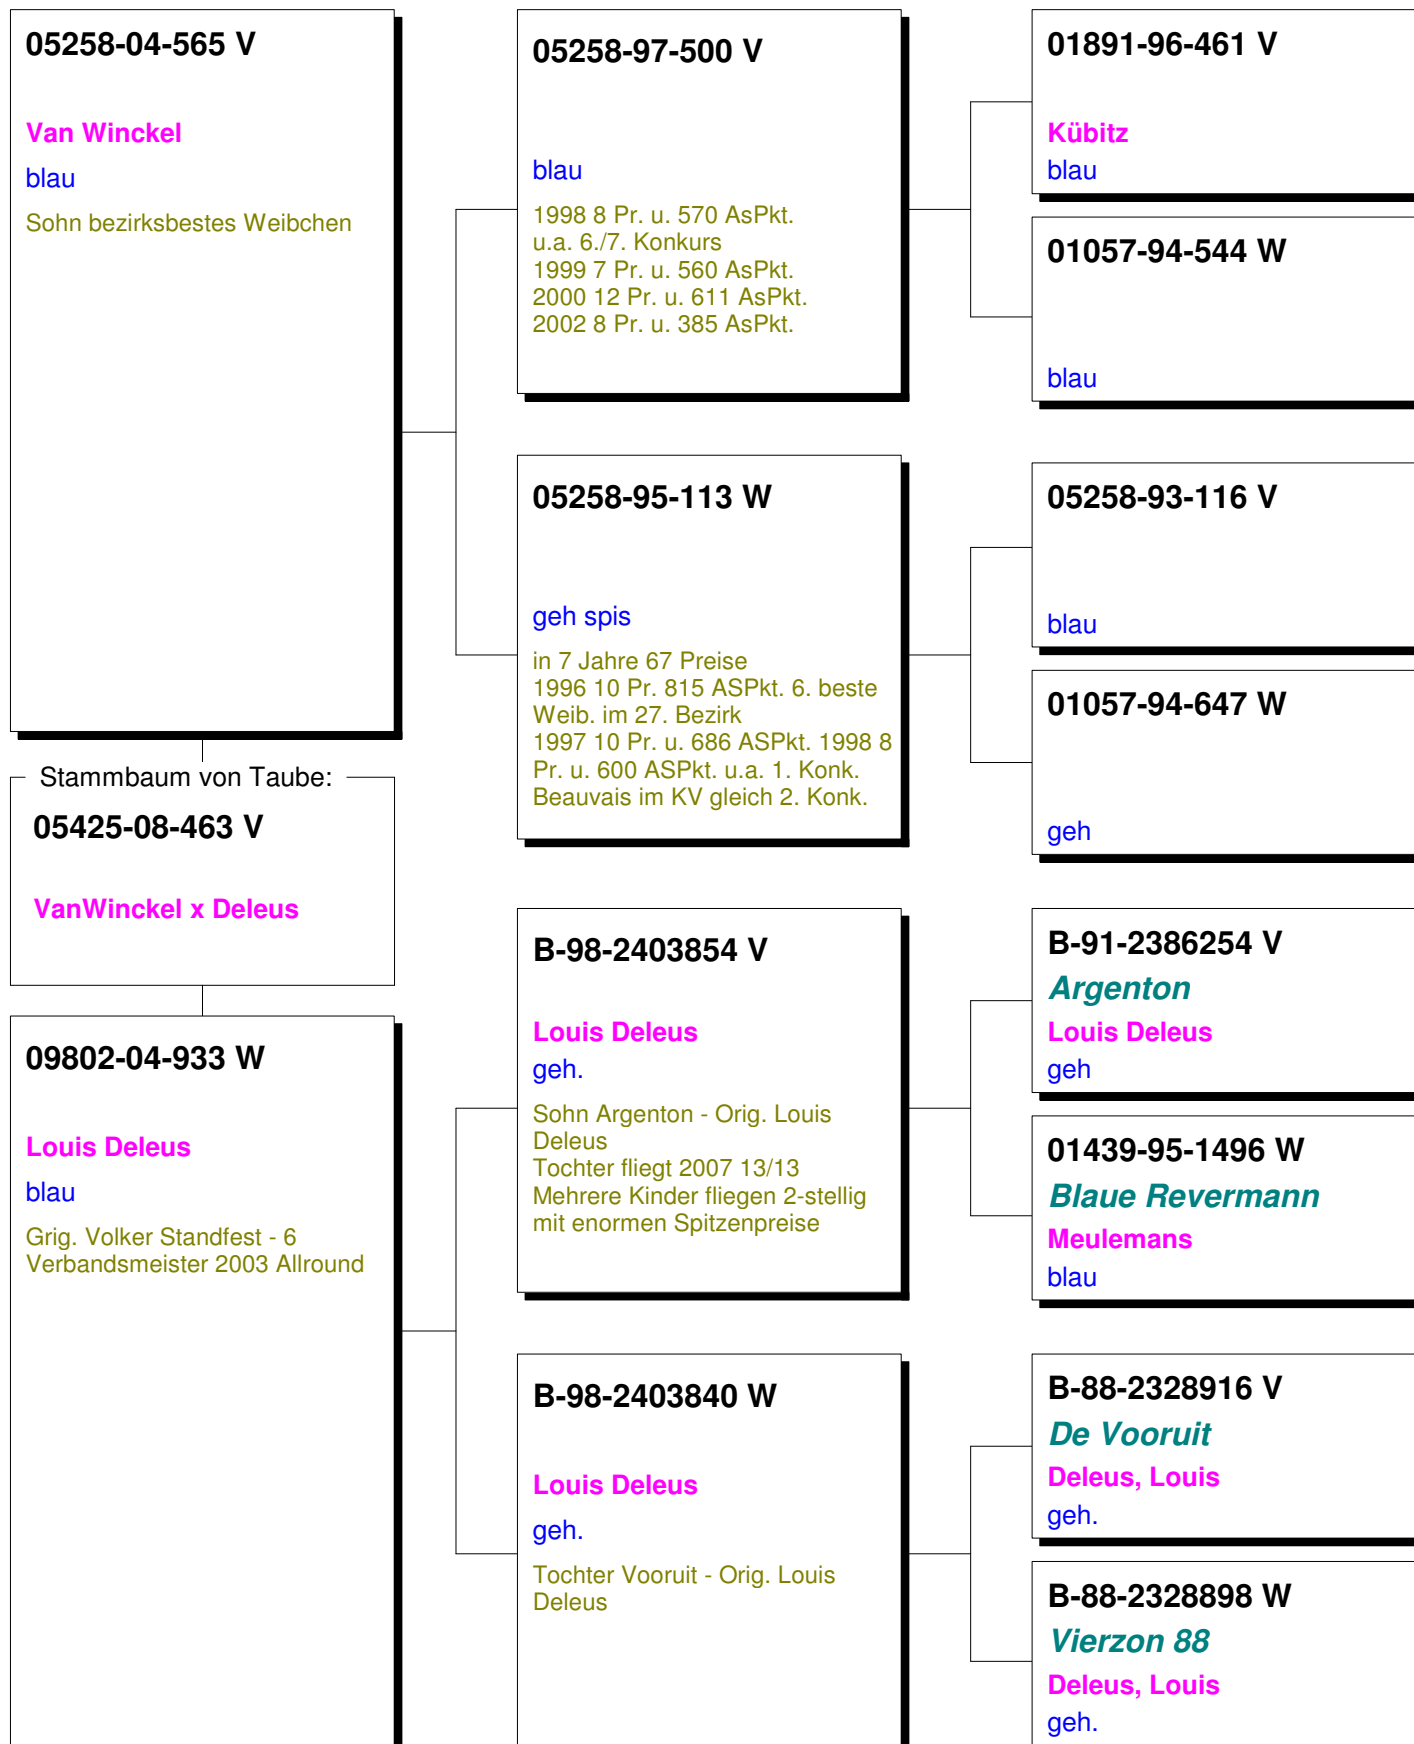 05258-04-565 V
Van Winckel
blau
Sohn bezirksbestes Weibchen
Stammbaum von Taube:
05425-08-463 V
VanWinckel x Deleus
09802-04-933 W
Louis Deleus
blau
Grig. Volker Standfest - 6
Verbandsmeister 2003 Allround
05258-97-500 V
blau
1998 8 Pr. u. 570 AsPkt.
u.a. 6./7. Konkurs
1999 7 Pr. u. 560 AsPkt.
2000 12 Pr. u. 611 AsPkt.
2002 8 Pr. u. 385 AsPkt.
05258-95-113 W
geh spis
in 7 Jahre 67 Preise
1996 10 Pr. 815 ASPkt. 6. beste
Weib. im 27. Bezirk
1997 10 Pr. u. 686 ASPkt. 1998 8
Pr. u. 600 ASPkt. u.a. 1. Konk.
Beauvais im KV gleich 2. Konk.
B-98-2403854 V
Louis Deleus
geh.
Sohn Argenton - Orig. Louis
Deleus
Tochter fliegt 2007 13/13
Mehrere Kinder fliegen 2-stellig
mit enormen Spitzenpreise
B-98-2403840 W
Louis Deleus
geh.
Tochter Vooruit - Orig. Louis
Deleus
01891-96-461 V
Kübitz
blau
01057-94-544 W
blau
05258-93-116 V
blau
01057-94-647 W
geh
B-91-2386254 V
Argenton
Louis Deleus
geh
01439-95-1496 W
Blaue Revermann
Meulemans
blau
B-88-2328916 V
De Vooruit
Deleus, Louis
geh.
B-88-2328898 W
Vierzon 88
Deleus, Louis
geh.